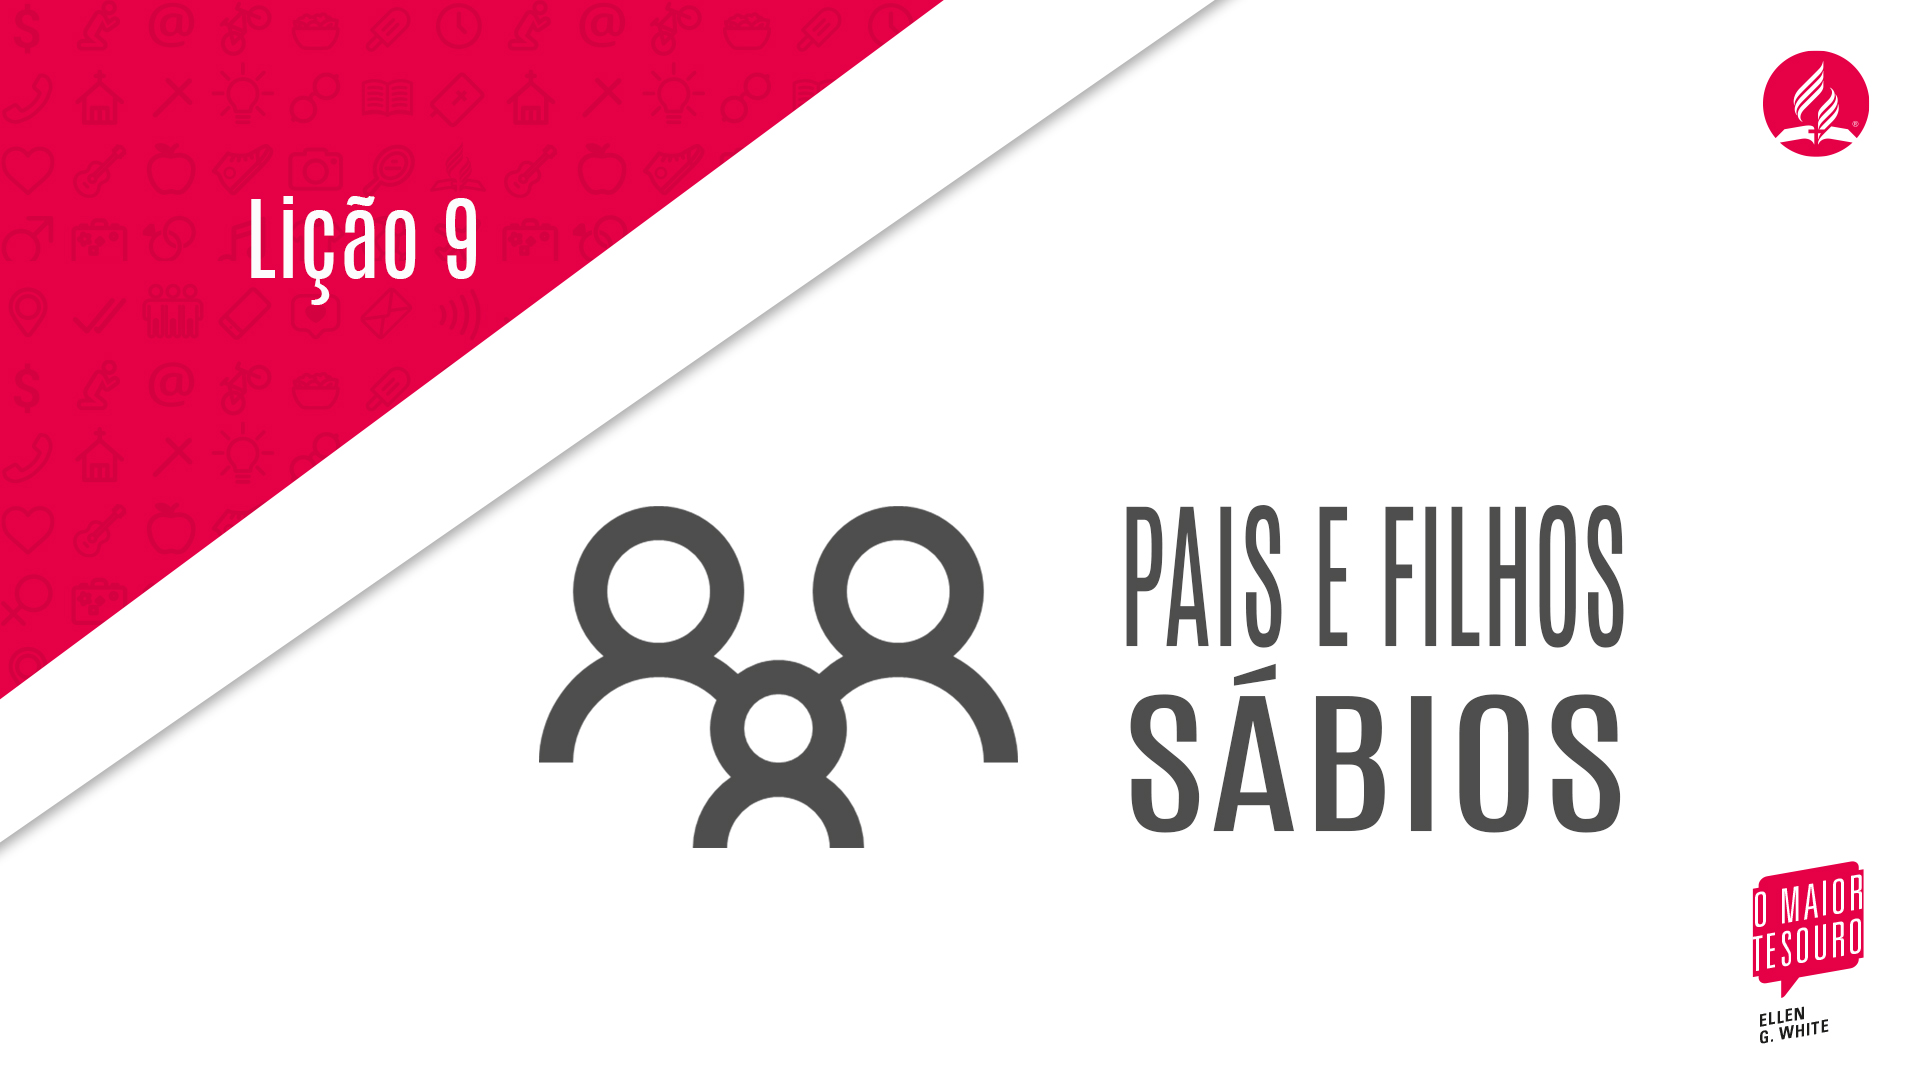 Lição 9
PAIS E FILHOS
SÁBIOS
O MAIOR
TESOURO
ELLEN
G. WHITE